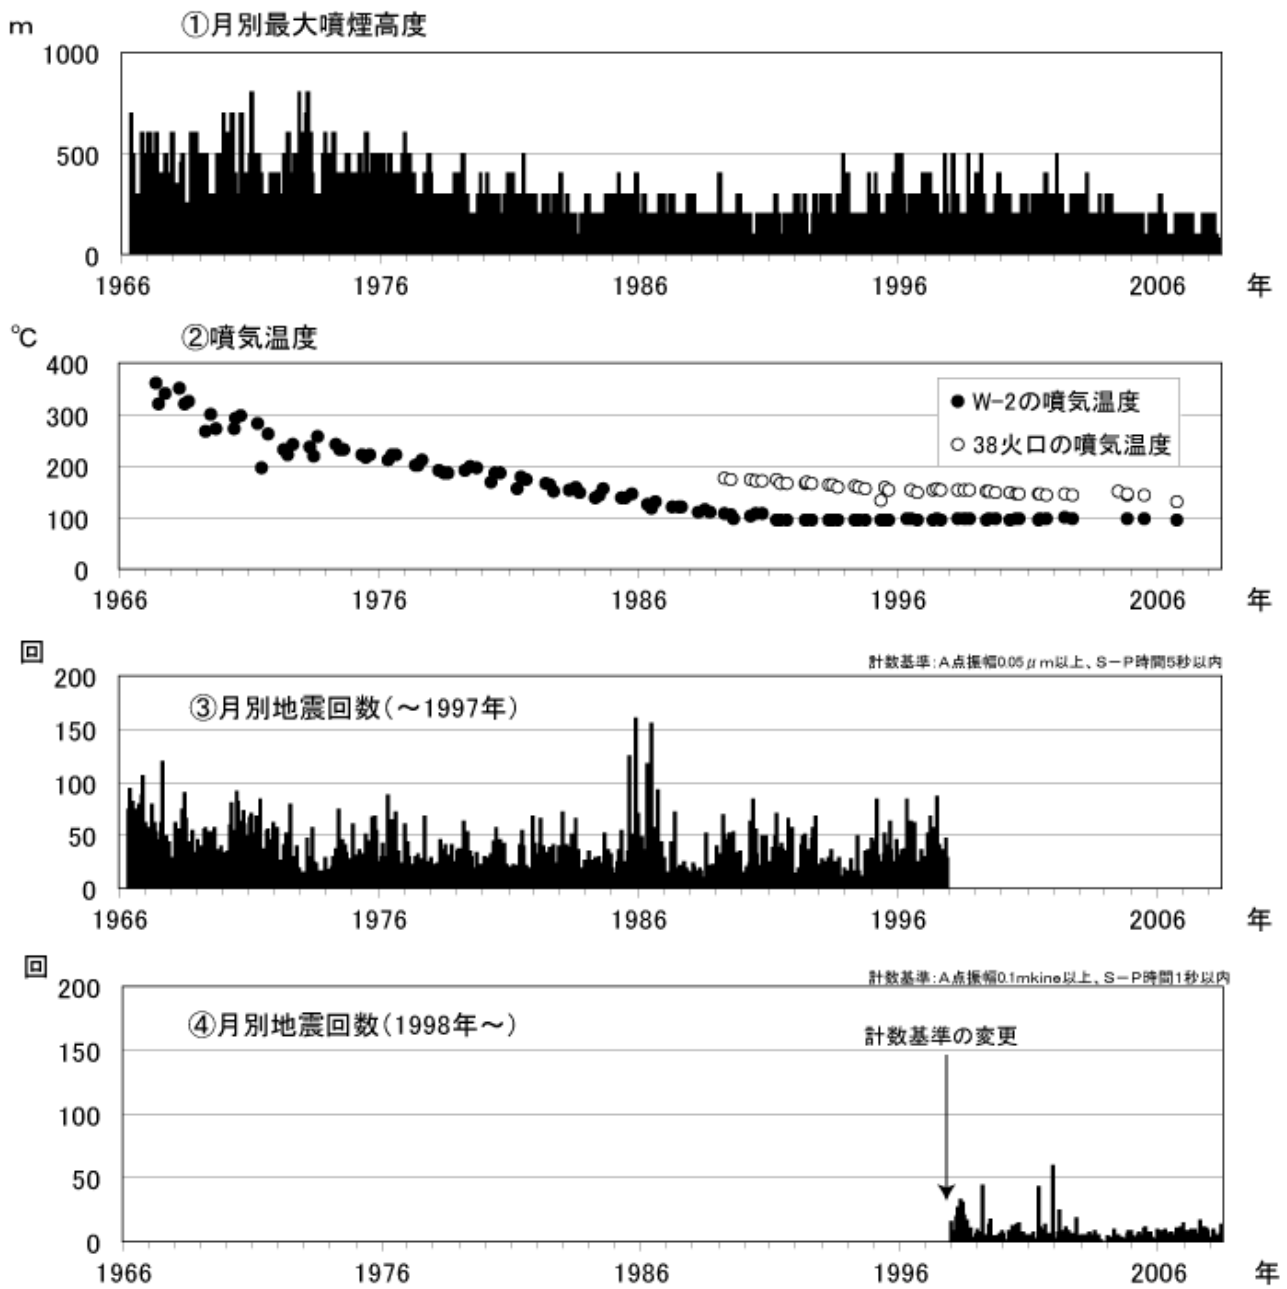 m
①月別最大噴煙高度
1000
500
0
1966 1976 1986 1996 2006 年
℃
②噴気温度
400
300
200
100
0
● W-2の噴気温度
○ 38火口の噴気温度
1966 1976 1986 1996 2006 年
回
計数基準:A点振幅0.05μm以上、S-P時間5秒以内
③月別地震回数(~1997年)
200
150
100
50
0
1966 1976 1986 1996 2006 年
回
計数基準:A点振幅0.1mkine以上、S-P時間1秒以内
④月別地震回数(1998年~)
計数基準の変更
200
150
100
50
0
1966 1976 1986 1996 2006 年